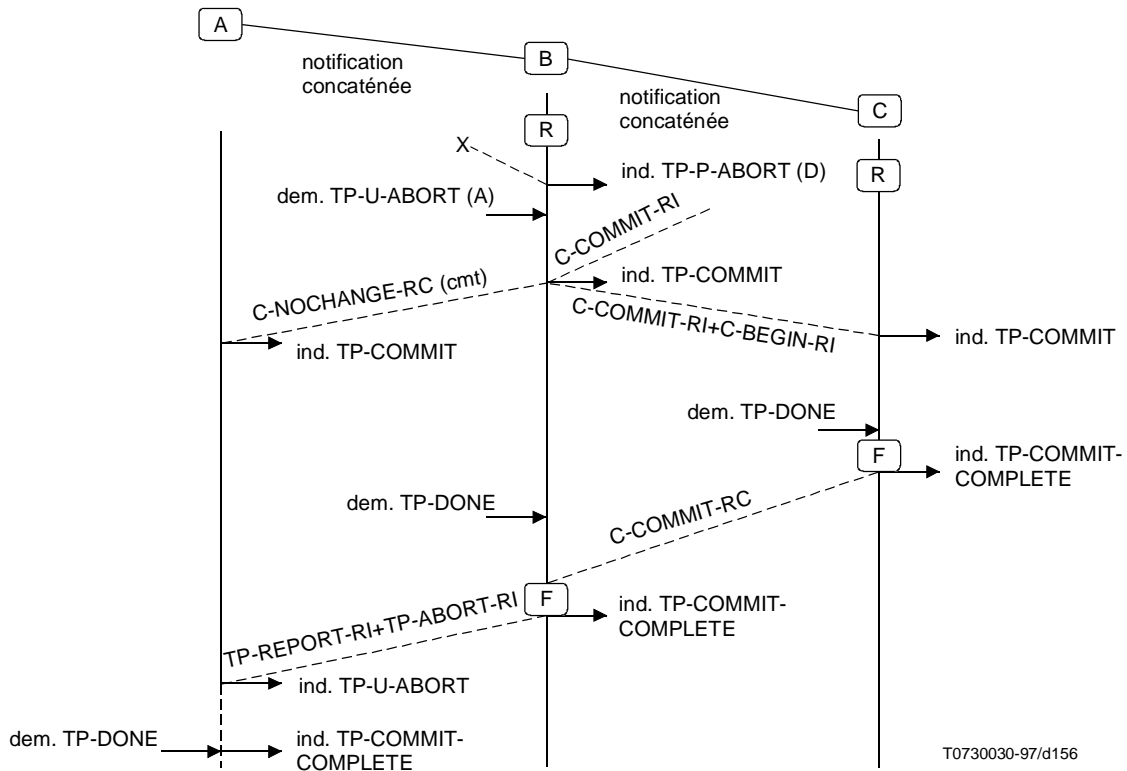 A
notification
concaténée
B
notification
concaténée
C
R
X
ind. TP-P-ABORT (D)
R
dem. TP-U-ABORT (A)
C-COMMIT-RI
ind. TP-COMMIT
C-NOCHANGE-RC (cmt)
C-COMMIT-RI+C-BEGIN-RI
ind. TP-COMMIT
ind. TP-COMMIT
dem. TP-DONE
F
ind. TP-COMMIT-
COMPLETE
dem. TP-DONE
C-COMMIT-RC
TP-REPORT-RI+TP-ABORT-RI
F
ind. TP-COMMIT-
COMPLETE
ind. TP-U-ABORT
dem. TP-DONE
ind. TP-COMMIT-
COMPLETE
T0730030-97/d156